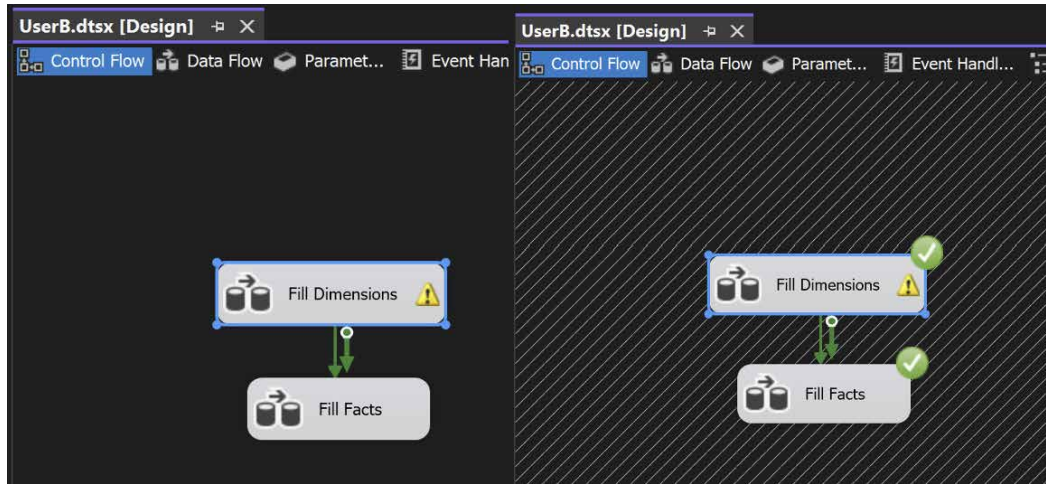 UserB.dtsx [Design]
Control Flow Data Flow Paramet... Event Han
Fill Dimensions
Fill Facts
UserB.dtsx [Design]
Control Flow Data Flow Paramet... Event Handl...
Fill Dimensions
Fill Facts